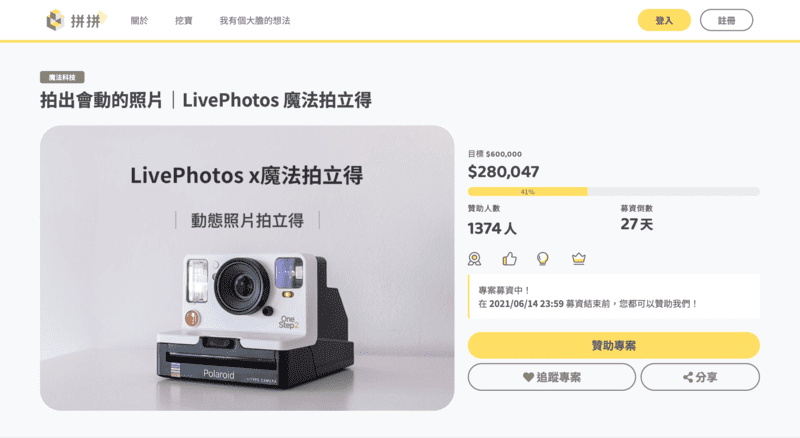 拼拼
關於
挖寶
我有個大膽的想法
登入
註冊
魔法科技
拍出會動的照片｜LivePhotos 魔法拍立得
LivePhotos x魔法拍立得
｜ 動態照片拍立得 ｜
One
Step2
Polaroid
目標 $600,000
$280,047
41%
贊助人數
募資倒數
1374 人
27 天
專案募資中！
在 2021/06/14 23:59 募資結束前，您都可以贊助我們！
贊助專案
追蹤專案
分享